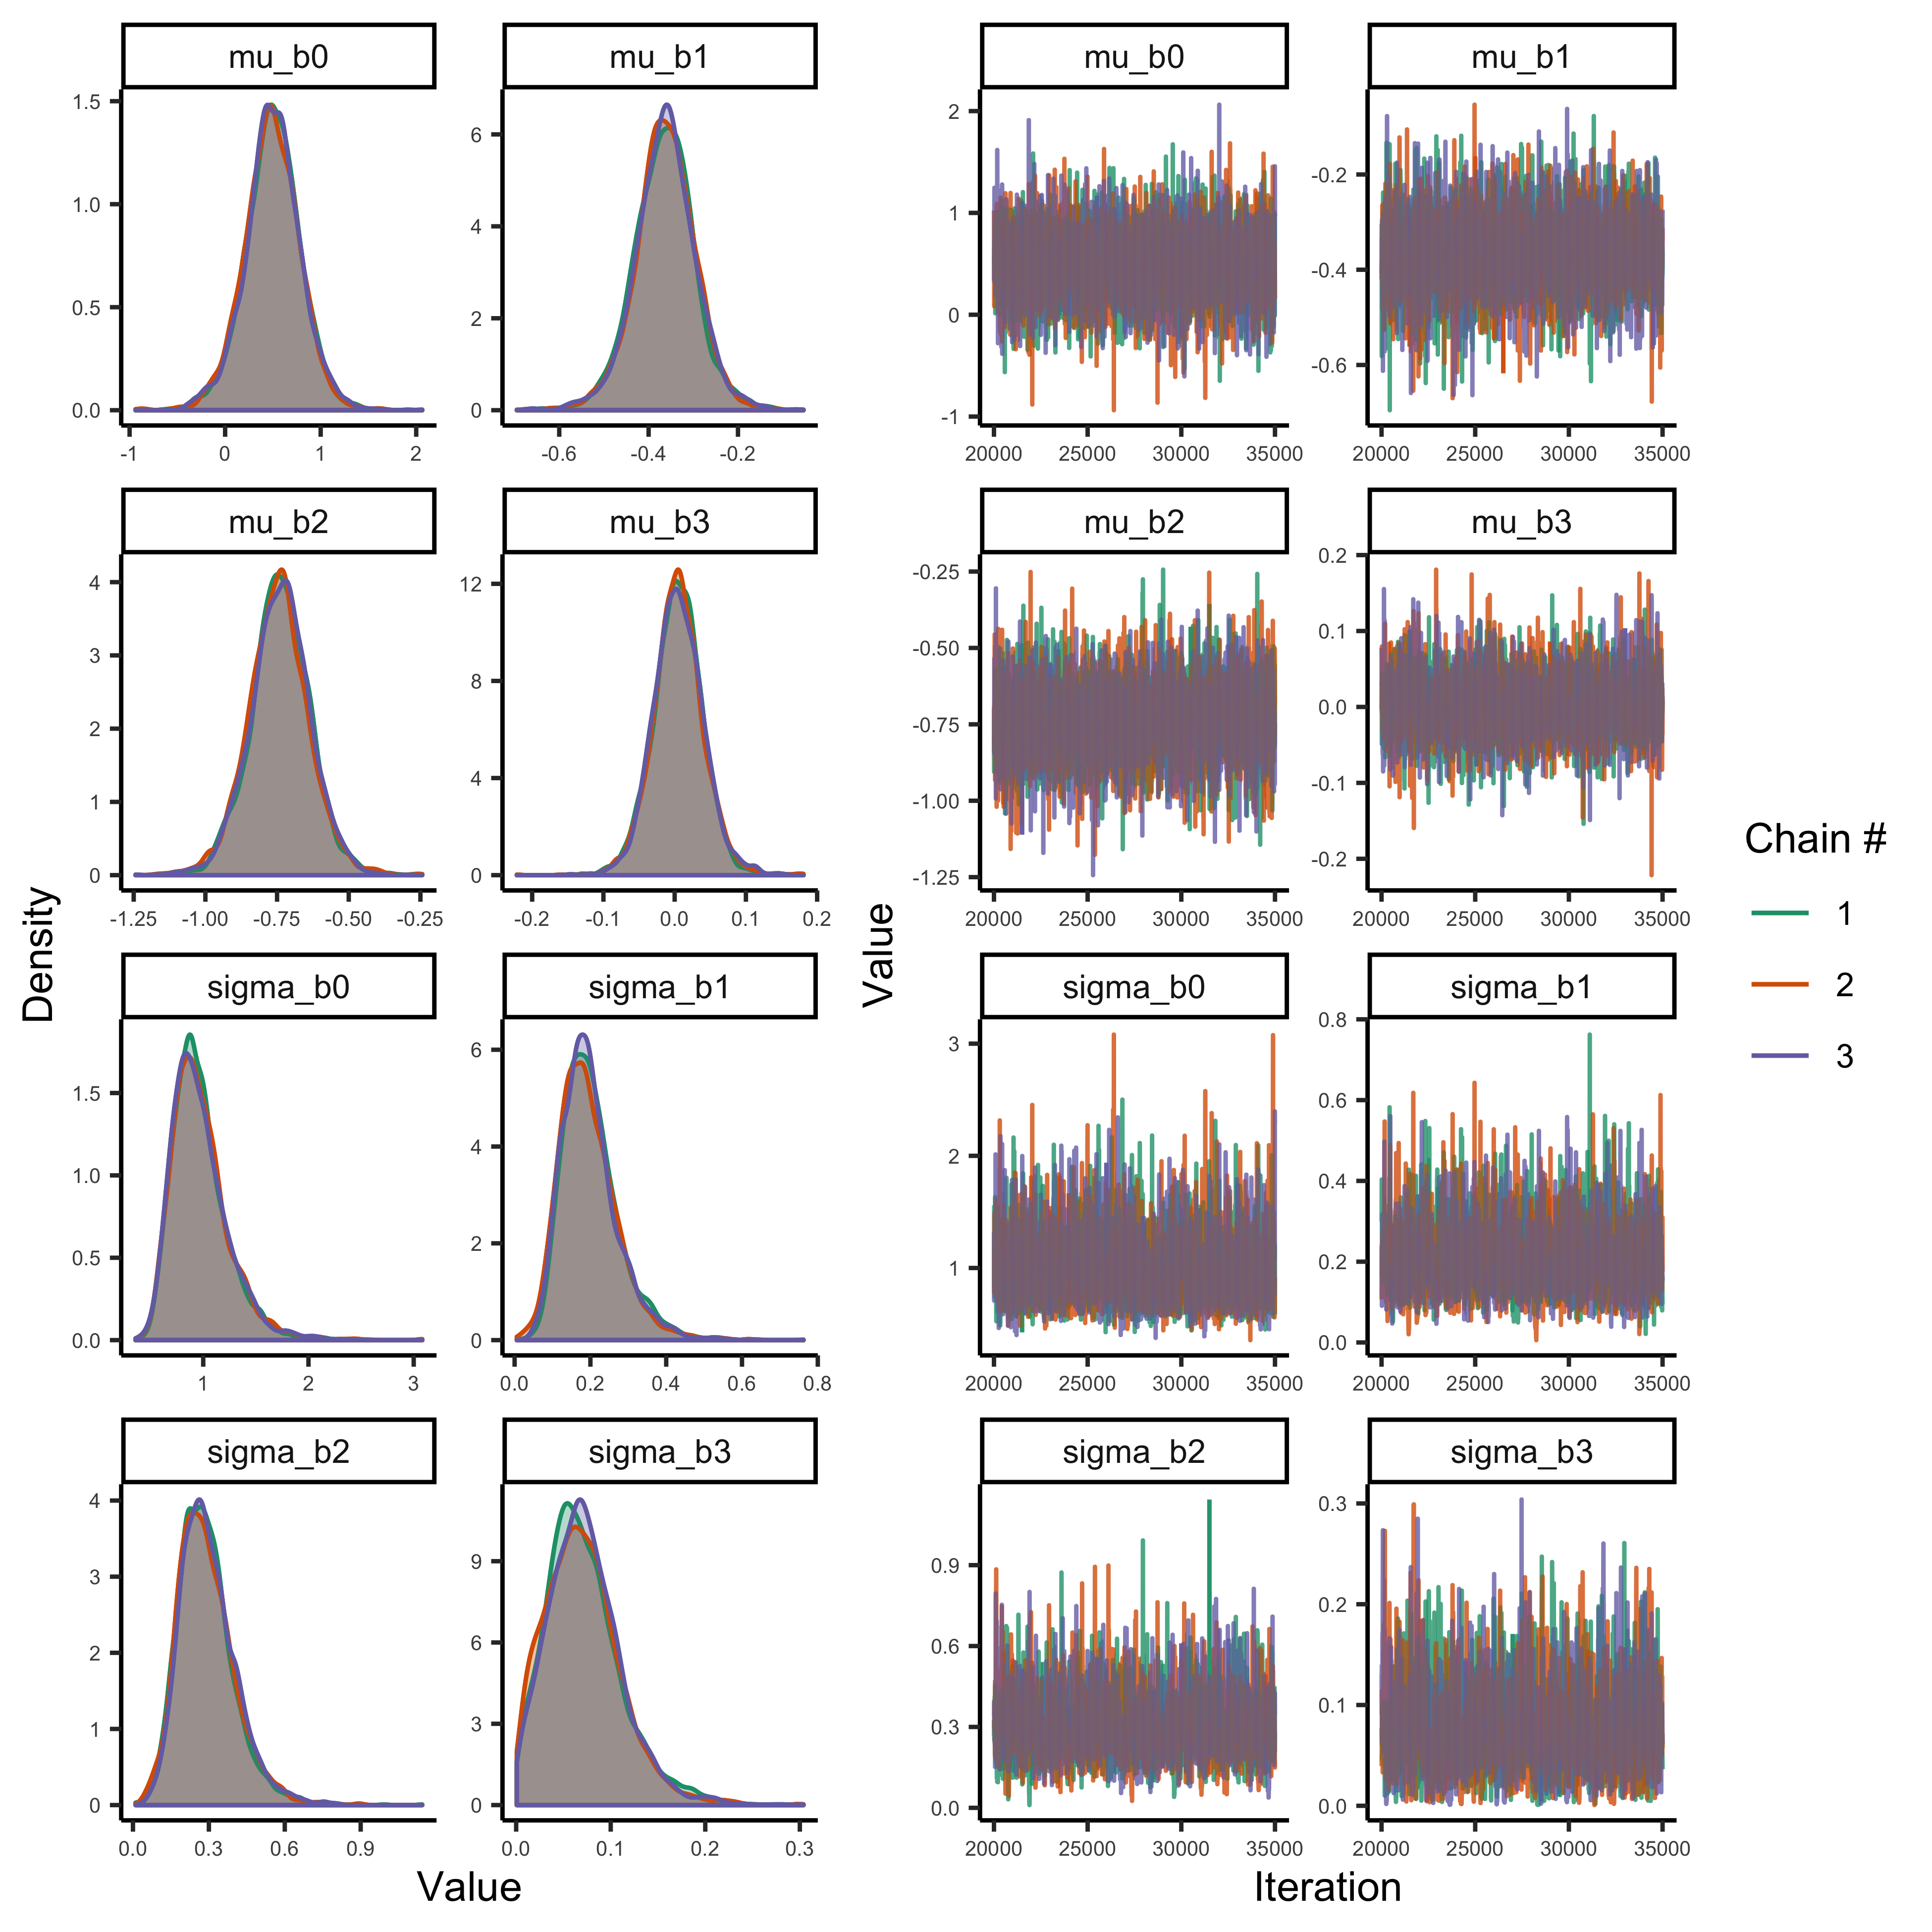 mu_b0 mu_b1 mu_b0 mu_b1
1.5 1.0 0.5 0.0
-1 0 1 2
6 4 2 0
-0.6 -0.4 -0.2
2 1 0 -1
20000 25000 30000 35000
-0.2 -0.4 -0.6
20000 25000 30000 35000
mu_b2 mu_b3 mu_b2 mu_b3
4 3 2 1 0
-1.25 -1.00 -0.75 -0.50 -0.25
12 8 4 0
-0.2 -0.1 0.0 0.1 0.2
-0.25 -0.50 -0.75 -1.00 -1.25
20000 25000 30000 35000
0.2 0.1 0.0 -0.1 -0.2
20000 25000 30000 35000
sigma_b0 sigma_b1 sigma_b0 sigma_b1
1.5 1.0 0.5 0.0
1 2 3
6 4 2 0
0.0 0.2 0.4 0.6 0.8
3 2 1
20000 25000 30000 35000
0.8 0.6 0.4 0.2 0.0
20000 25000 30000 35000
sigma_b2 sigma_b3 sigma_b2 sigma_b3
4 3 2 1 0
0.0 0.3 0.6 0.9
9 6 3 0
0.0 0.1 0.2 0.3
0.9 0.6 0.3 0.0
20000 25000 30000 35000
0.3 0.2 0.1 0.0
20000 25000 30000 35000
Density
Value
Value
Iteration
Chain #
1
2
3